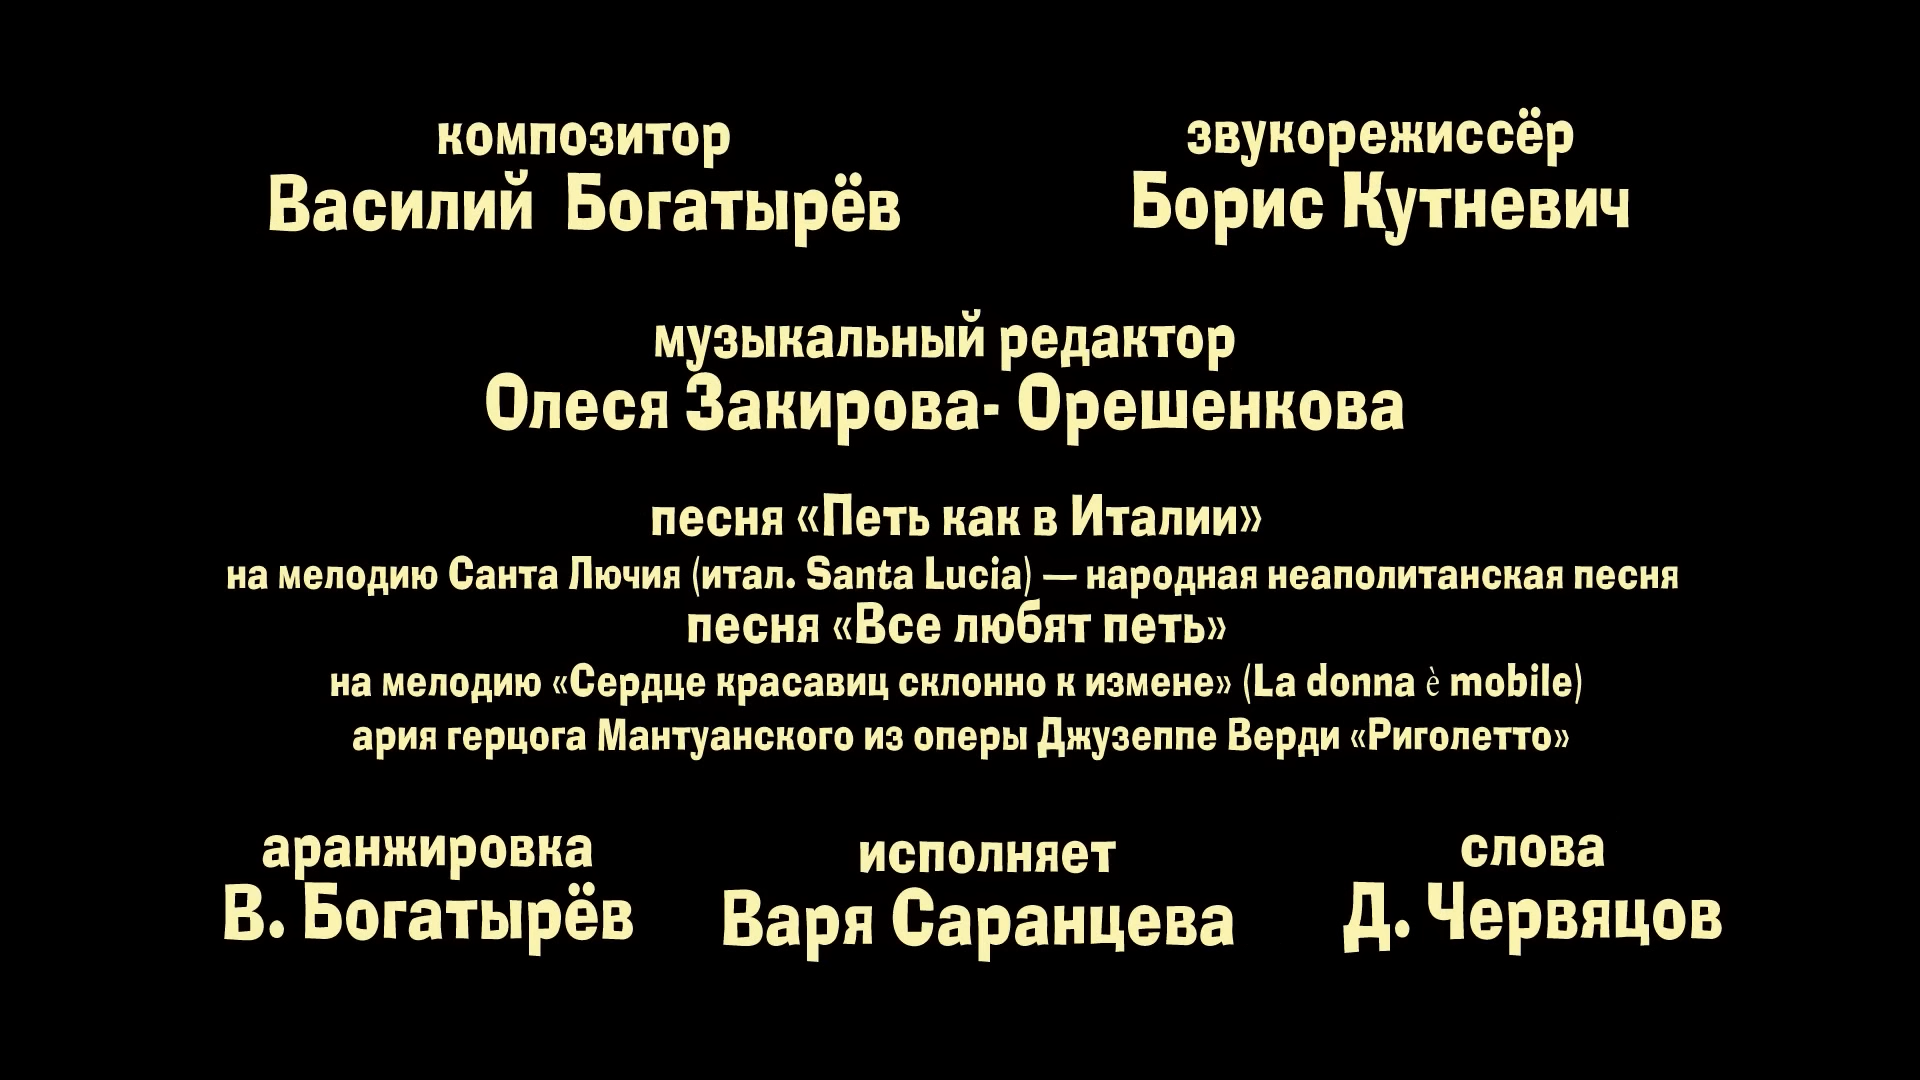 композитор
Василий Богатырёв
звукорежиссёр
Борис Кутневич
музыкальный редактор
Олеся Закирова- Орешенкова
песня «Петь как в Италии»
на мелодию Санта Лючия (итал. Santa Lucia) — народная неаполитанская песня
песня «Все любят петь»
на мелодию «Сердце красавиц склонно к измене» (La donna è mobile)
ария герцога Мантуанского из оперы Джузеппе Верди «Риголетто»
аранжировка
В. Богатырёв
исполняет
Варя Саранцева
слова
Д. Червяцов